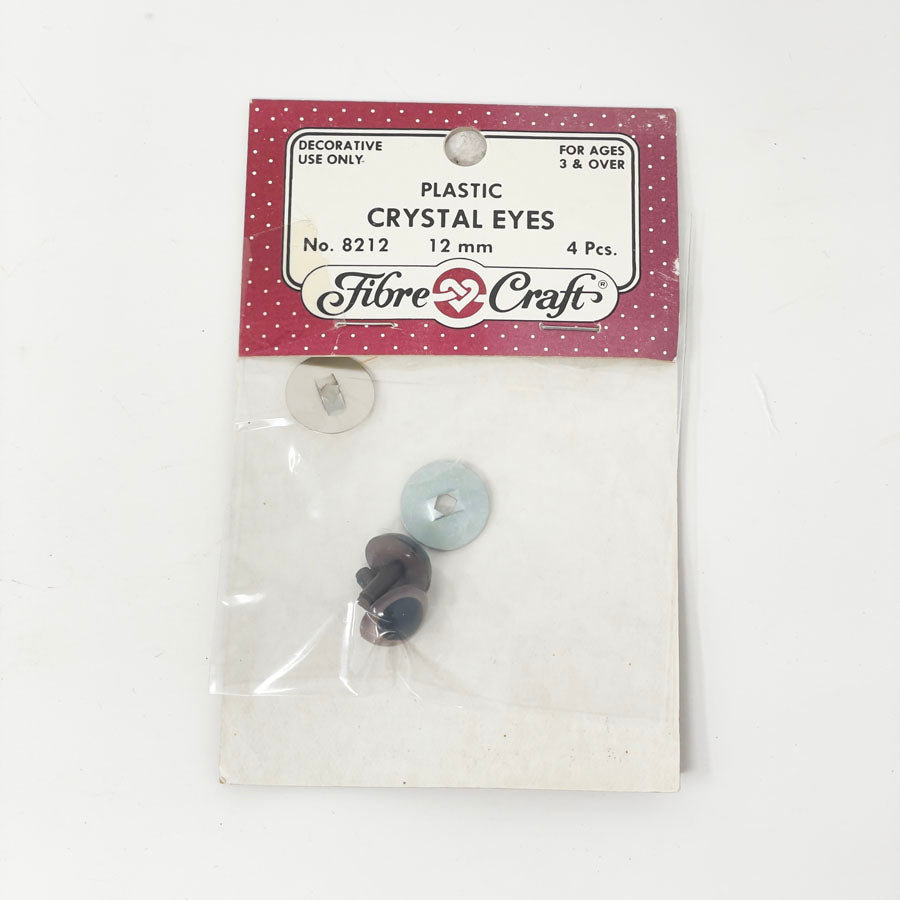 DECORATIVE
USE ONLY
FOR AGES
3 & OVER
PLASTIC
CRYSTAL EYES
No. 8212 12 mm 4 Pcs.
Fibre Craft®